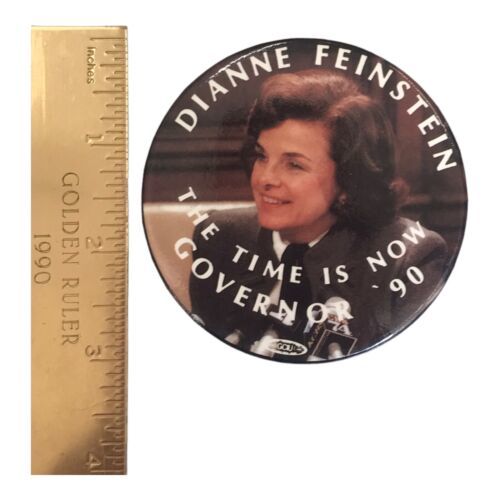 Inches
1
2
3
4
GOLDEN RULER
1990
DIANNE FEINSTEIN
THE TIME IS NOW
GOVERNOR '90